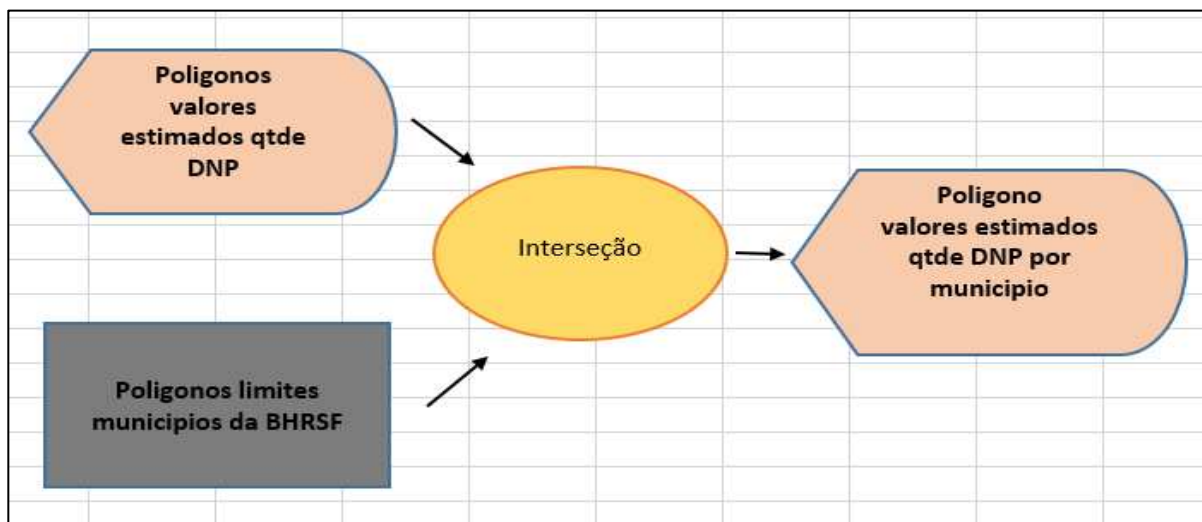 Poligonos
valores
estimados qtde
DNP
Interseção
Poligono
valores estimados
qtde DNP por
municipio
Poligonos limites
municipios da BHRSF